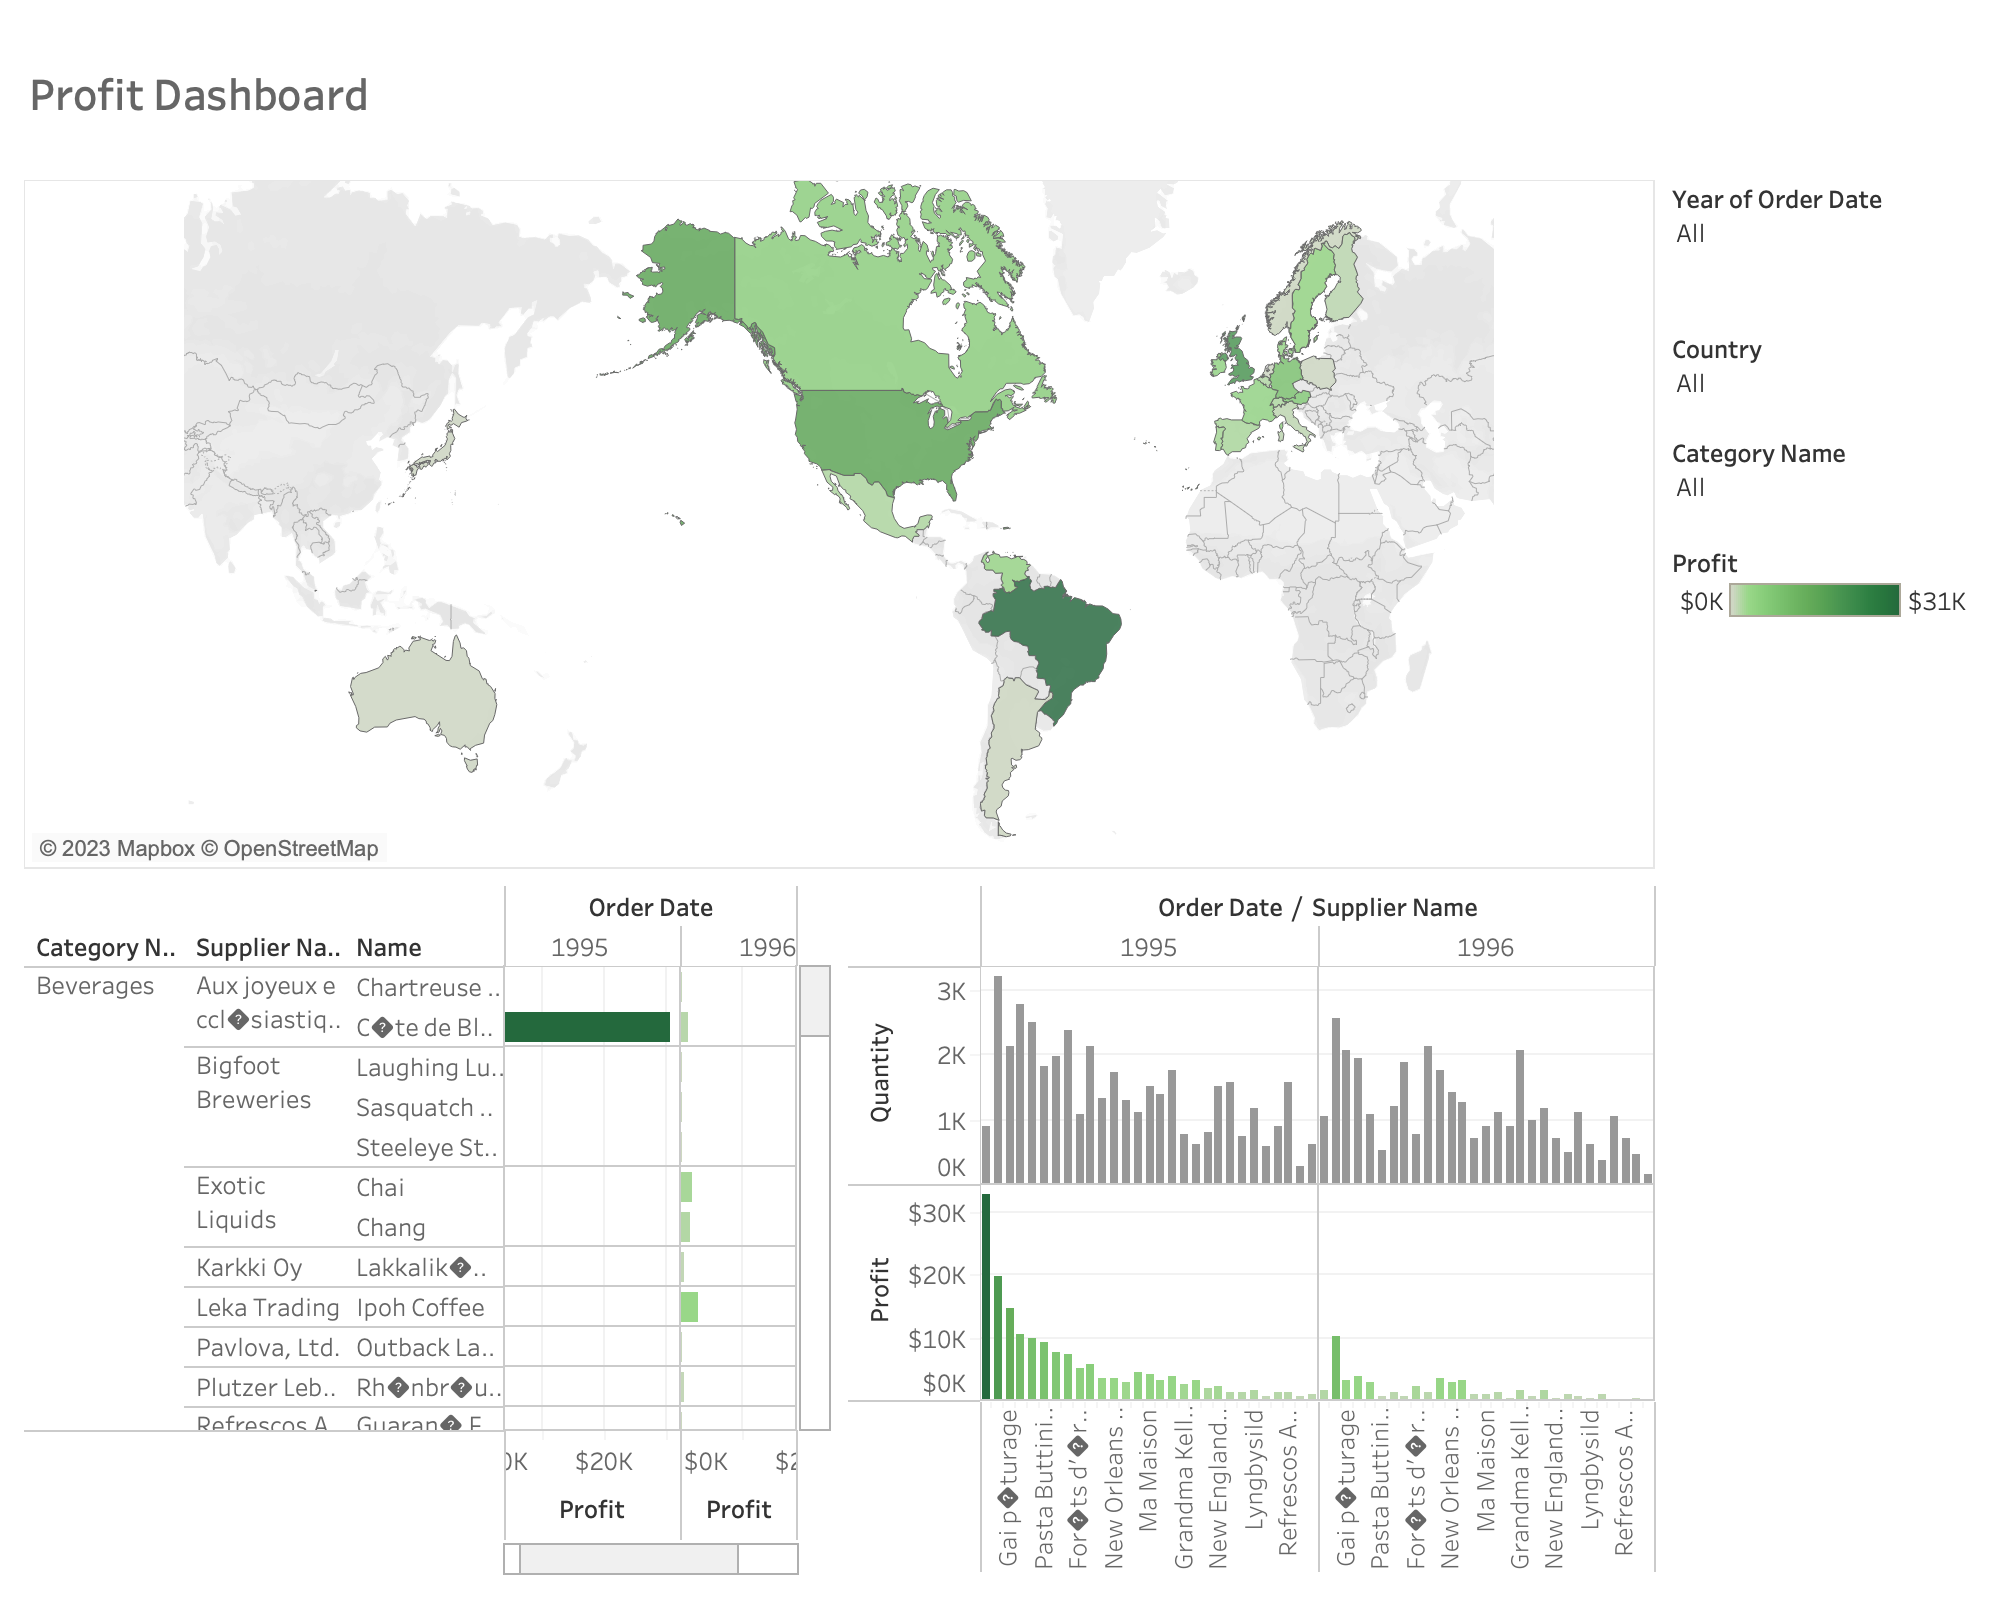 Profit Dashboard
Year of Order Date
All
Country
All
Category Name
All
Profit
$0K $31K
© 2023 Mapbox © OpenStreetMap
Order Date
Category N.. Supplier Na.. Name 1995 1996
Beverages Aux joyeux e Chartreuse ..
ccl�siastiq.. C�te de Bl..
Bigfoot Laughing Lu..
Breweries Sasquatch ..
Steeleye St..
Exotic Chai
Liquids Chang
Karkki Oy Lakkalik�..
Leka Trading Ipoh Coffee
Pavlova, Ltd. Outback La..
Plutzer Leb.. Rh�nbr�u..
Refrescos A Guaran� F
0K $20K $0K $2
Profit Profit
Order Date / Supplier Name
1995 1996
Quantity
3K
2K
1K
0K
Profit
$30K
$20K
$10K
$0K
Gai p�turage
Pasta Buttini..
For�ts d’�r..
New Orleans ..
Ma Maison
Grandma Kell..
New England..
Lyngbysild
Refrescos A..
Gai p�turage
Pasta Buttini..
For�ts d’�r..
New Orleans ..
Ma Maison
Grandma Kell..
New England..
Lyngbysild
Refrescos A..